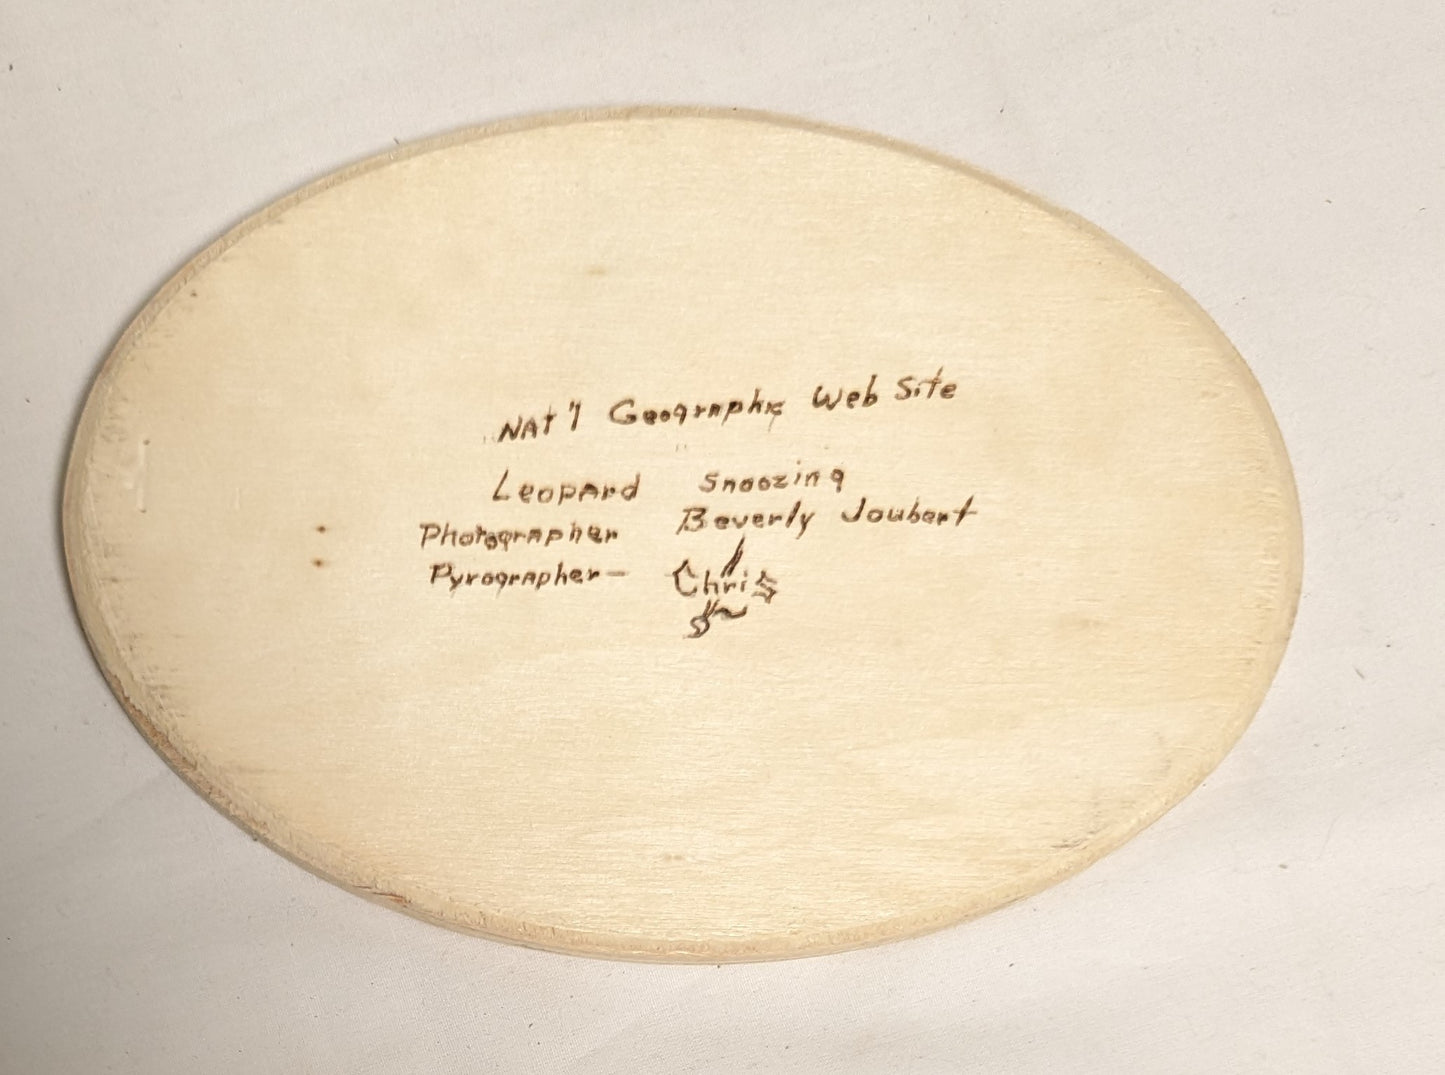 NAt'l Geographic Web Site
Leopard Snoozing
Photographer Beverly Joubert
Pyrographer- Chris